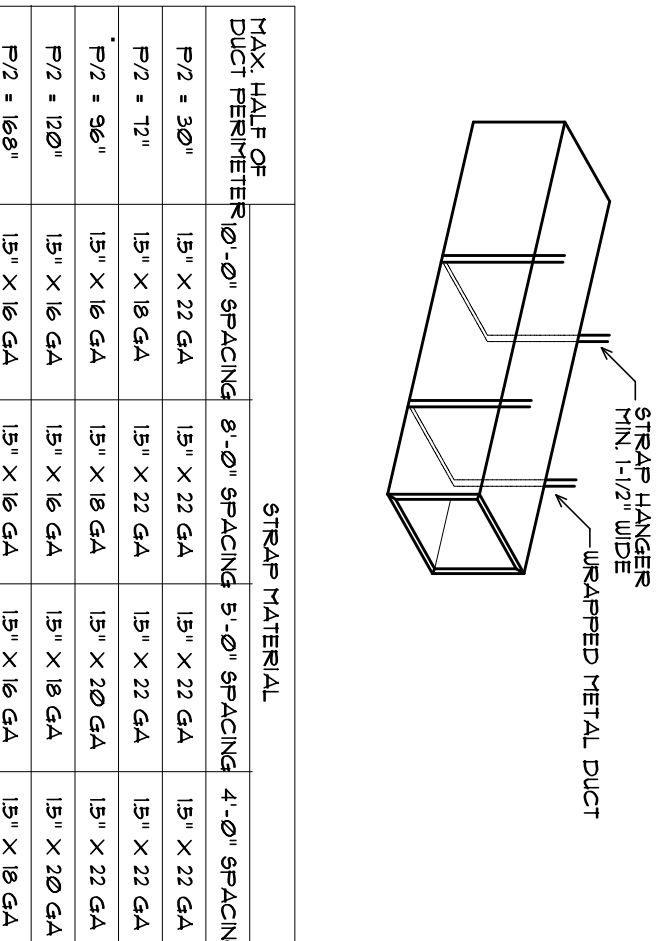 STRAP HANGER
MIN. 1-1/2" WIDE
WRAPPED METAL DUCT
MAX. HALF OF
DUCT PERIMETER
STRAP MATERIAL
10'-0" SPACING 8'-0" SPACING 5'-0" SPACING 4'-0" SPACIN
P/2 = 30" 1.5" X 22 GA 1.5" X 22 GA 1.5" X 22 GA 1.5" X 22 GA
P/2 = 72" 1.5" X 18 GA 1.5" X 22 GA 1.5" X 22 GA 1.5" X 22 GA
P/2 = 96" 1.5" X 16 GA 1.5" X 18 GA 1.5" X 20 GA 1.5" X 22 GA
P/2 = 120" 1.5" X 16 GA 1.5" X 16 GA 1.5" X 18 GA 1.5" X 20 GA
P/2 = 168" 1.5" X 16 GA 1.5" X 16 GA 1.5" X 16 GA 1.5" X 18 GA